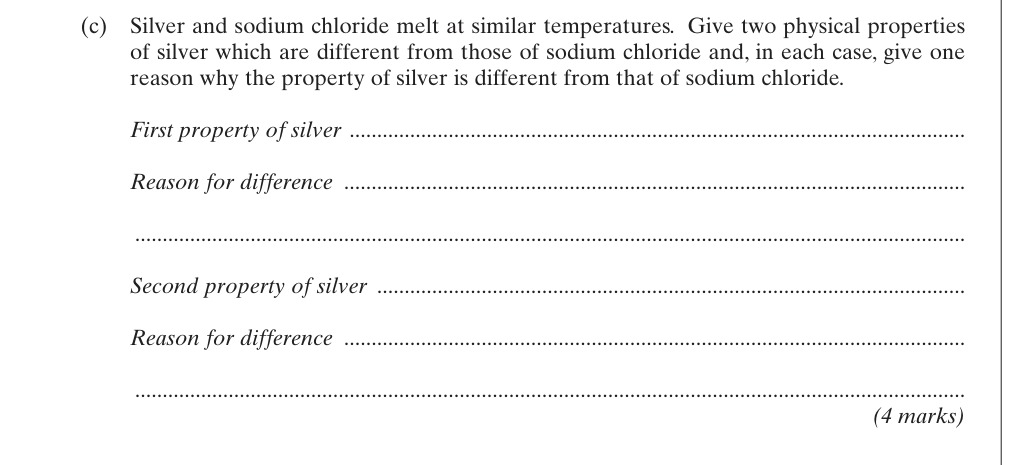 (c) Silver and sodium chloride melt at similar temperatures. Give two physical properties
of silver which are different from those of sodium chloride and, in each case, give one
reason why the property of silver is different from that of sodium chloride.
First property of silver ................................................................................................................
Reason for difference .................................................................................................................
.......................................................................................................................................................
Second property of silver ...........................................................................................................
Reason for difference .................................................................................................................
.......................................................................................................................................................
(4 marks)